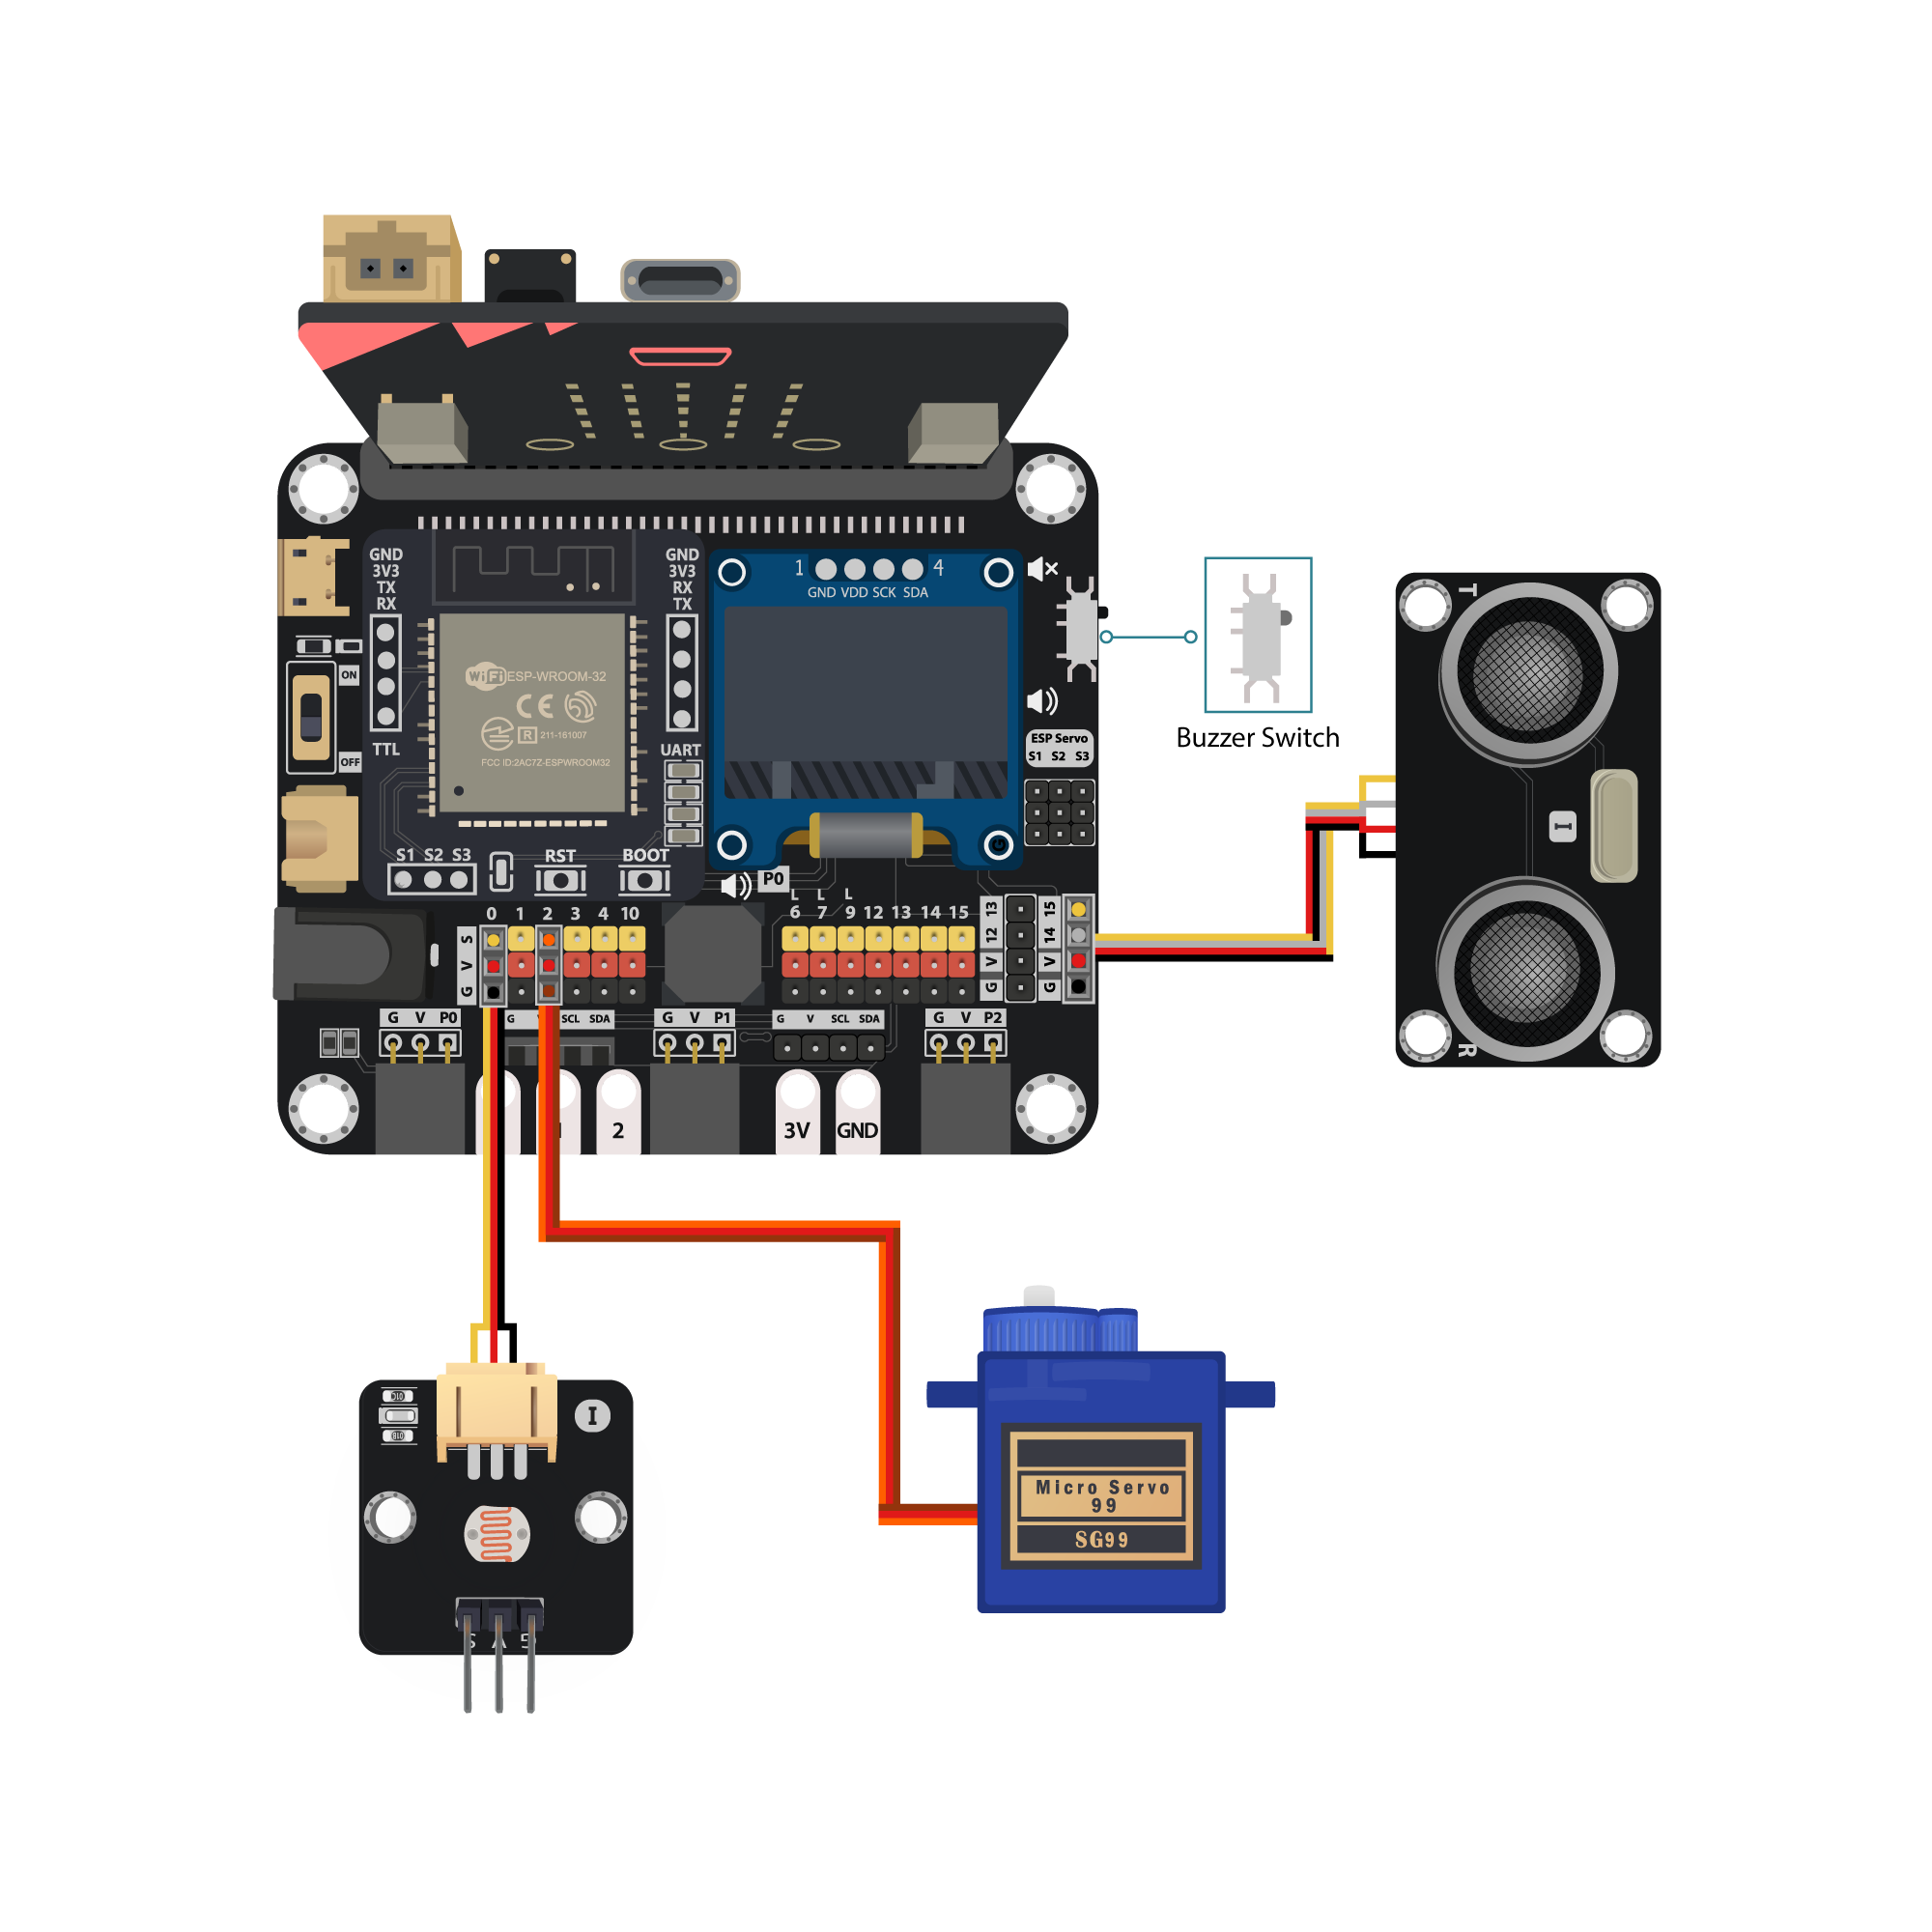 GND
3V3
TX
RX
GND
3V3
RX
TX
1 4
GND VDD SCK SDA
ON
OFF
WiFi ESP-WROOM-32
CE
R 211-161007
FCC ID:2AC7Z-ESPWROOM32
TTL
UART
Buzzer Switch
ESP Servo
S1 S2 S3
S1 S2 S3
RST
BOOT
P0
L L L
0 1 2 3 4 10
6 7 9 12 13 14 15
S
V
G
13
12
V
G
15
14
V
G
G V P0
G SCL SDA
G V P1
G V SCL SDA
G V P2
2
3V
GND
T
I
R
I
Micro Servo
99
SG99